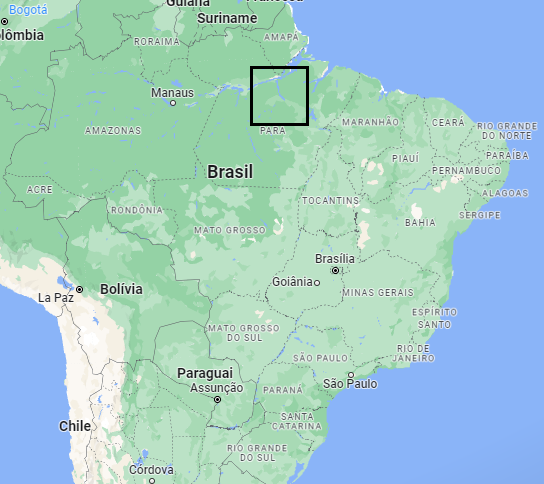 Guiana
Bogotá
Suriname
olômbia
RORAIMA
AMAPÁ
Manaus
AMAZONAS
PARÁ
MARANHÃO
CEARÁ
RIO GRANDE
DO NORTE
PARAÍBA
PIAUÍ
PERNAMBUCO
Brasil
ACRE
ALAGOAS
TOCANTINS
RONDÔNIA
SERGIPE
BAHIA
MATO GROSSO
Brasília
Goiânia
Bolívia
La Paz
MINAS GERAIS
ESPÍRITO
SANTO
MATO GROSSO
DO SUL
RIO DE
JANEIRO
SÃO PAULO
Paraguai
Assunção
São Paulo
PARANÁ
Chile
SANTA
CATARINA
RIO GRANDE
DO SUL
Córdova